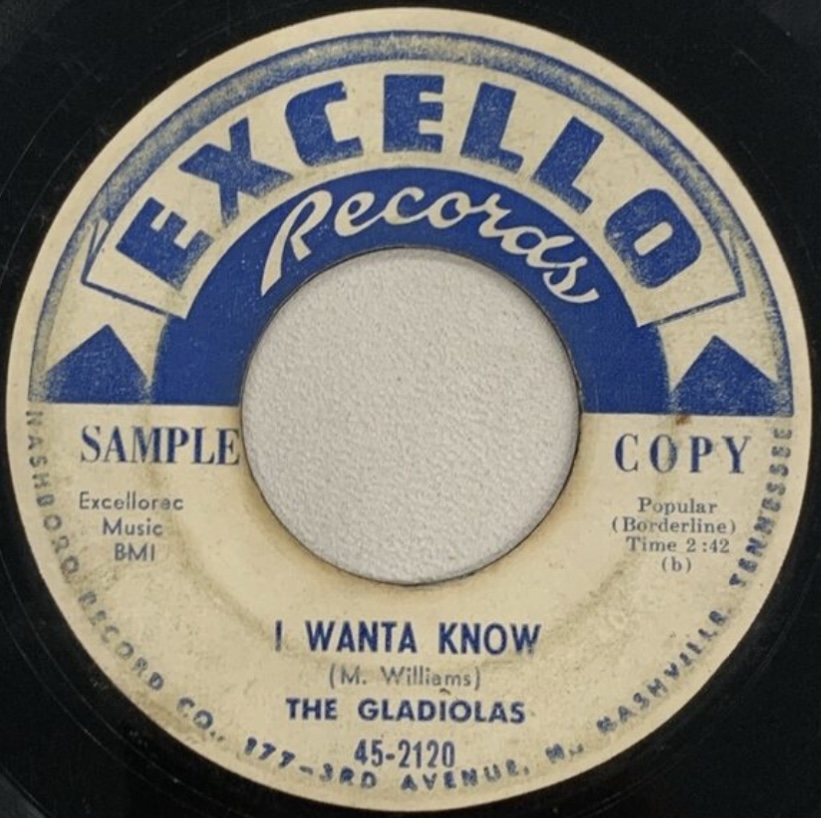 EXCELLO
Records
SAMPLE COPY
Excellorec
Music
BMI
Popular
(Borderline)
Time 2:42
(b)
I WANTA KNOW
(M. Williams)
THE GLADIOLAS
45-2120
NASHBORO RECORD CO., 177-3RD AVENUE, N., NASHVILLE TENNESSEE